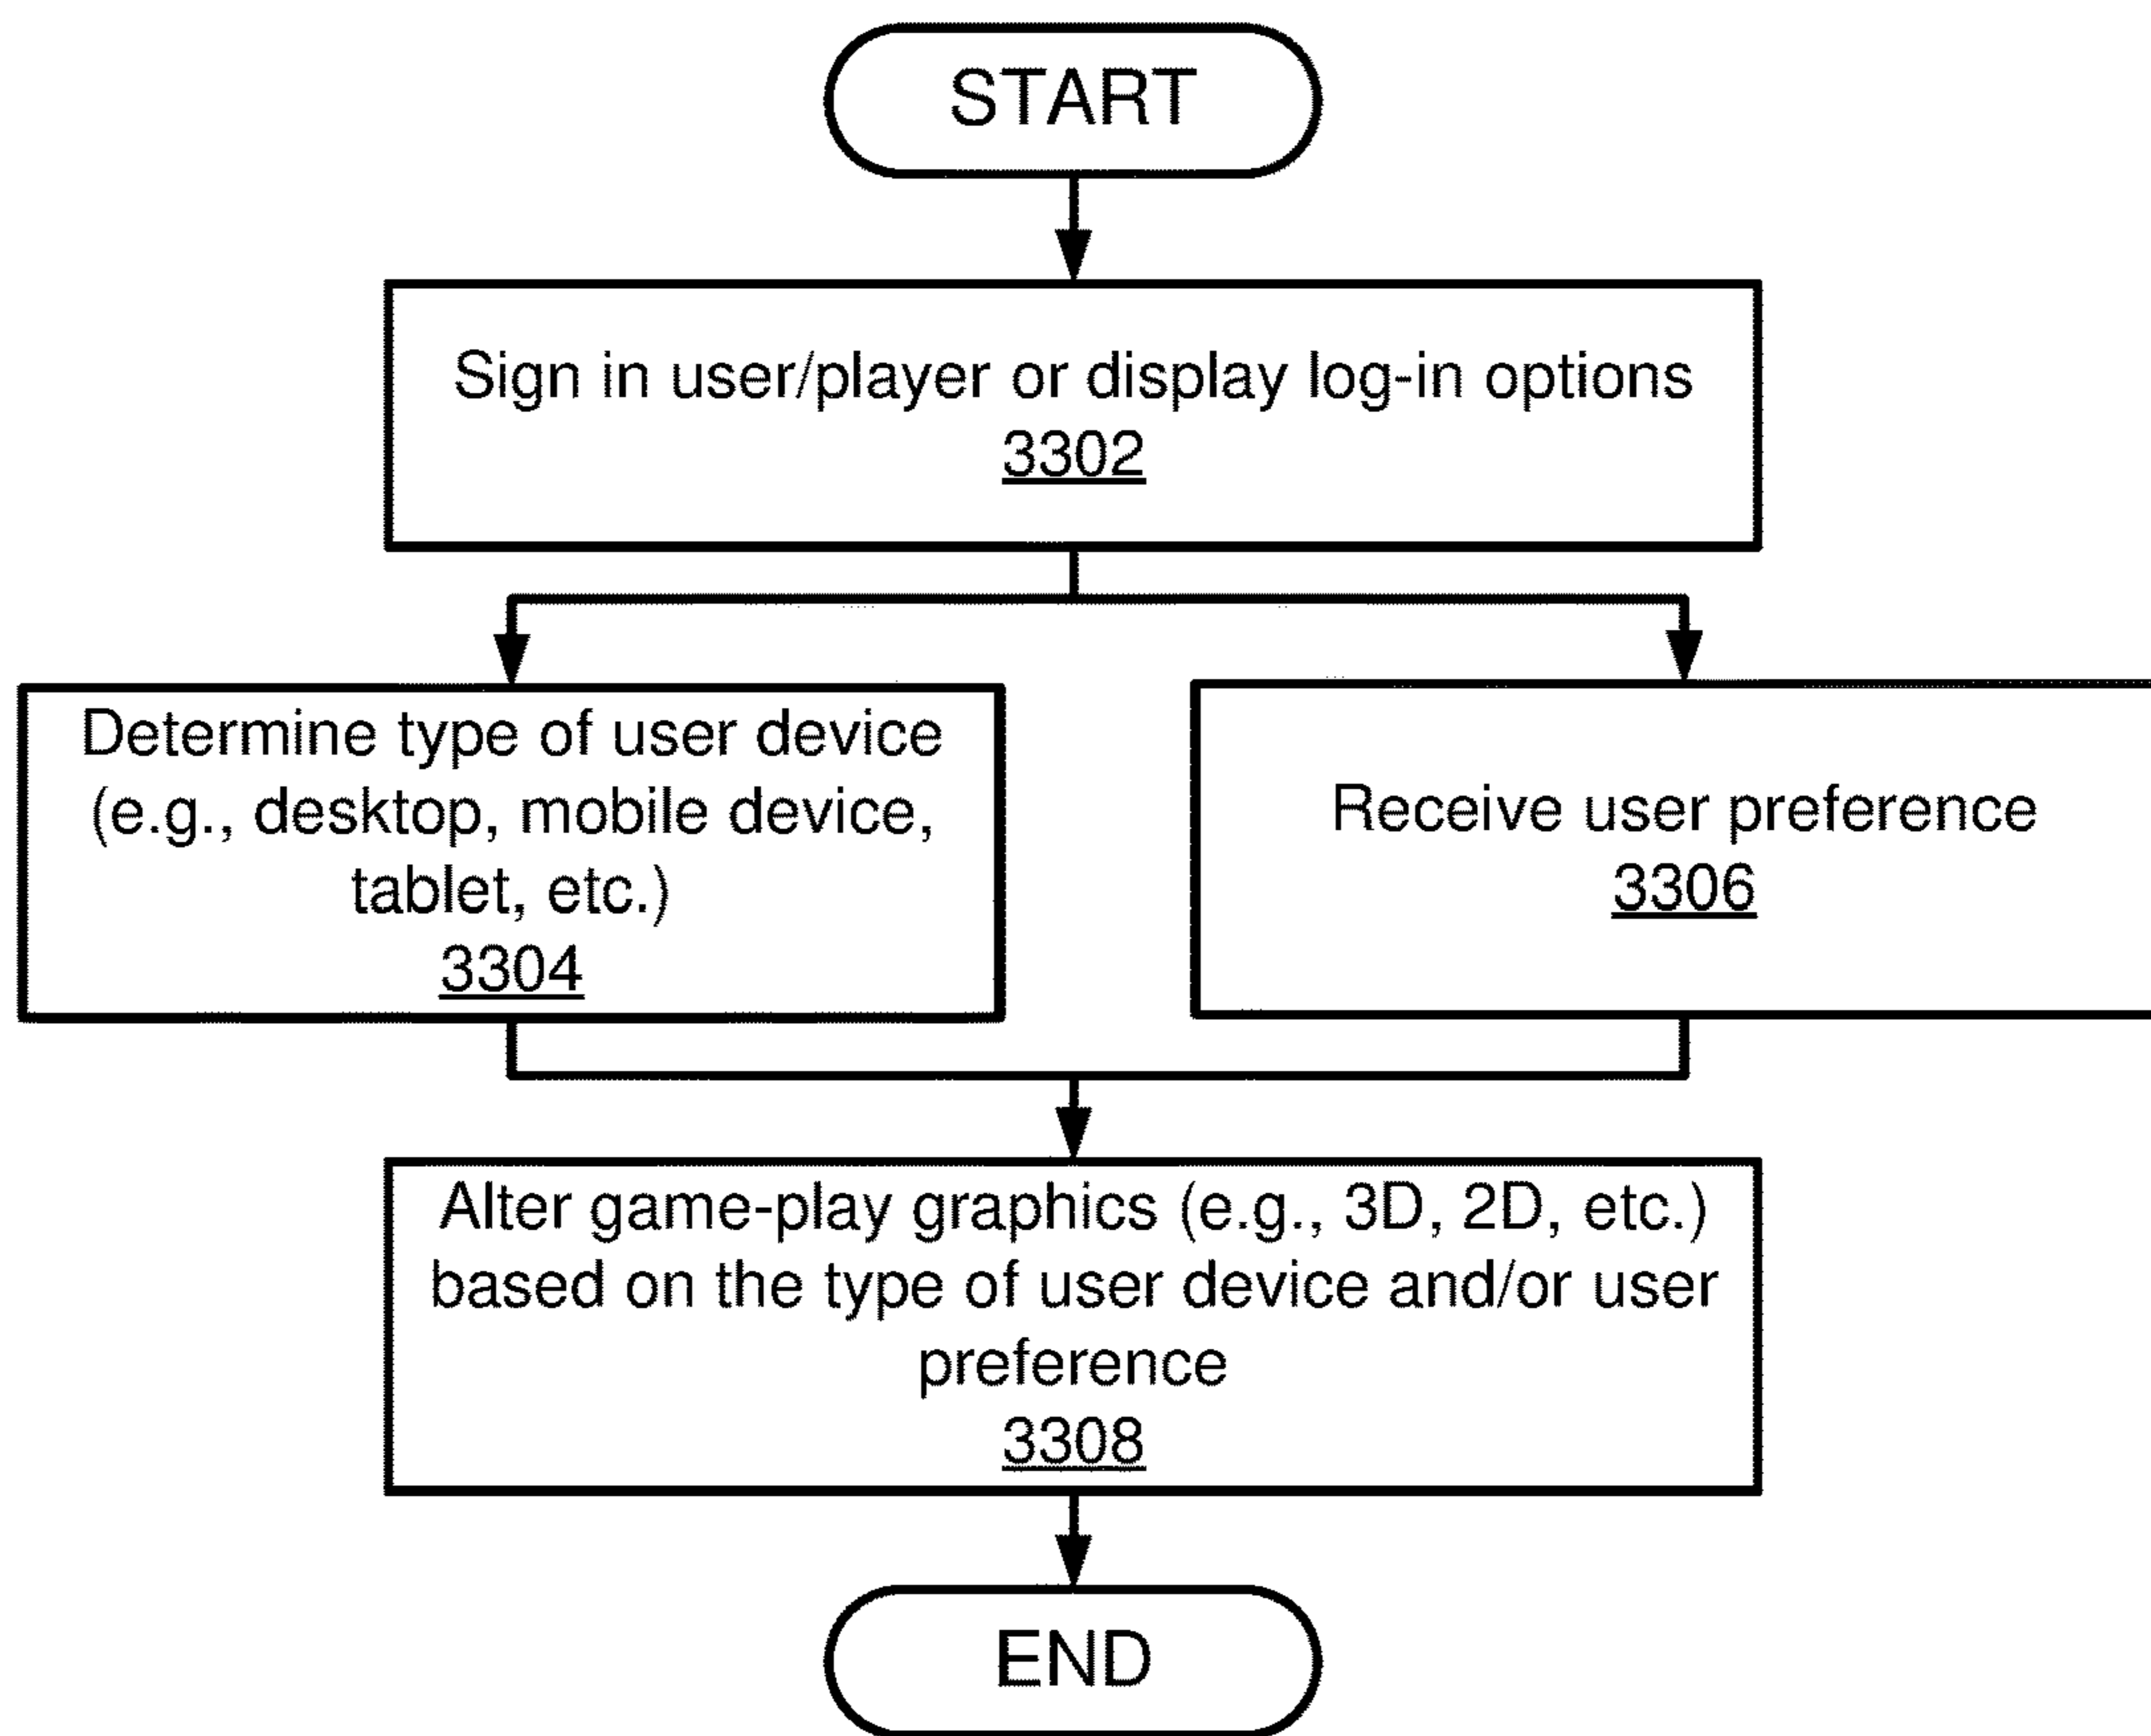 START
Sign in user/player or display log-in options
3302
Determine type of user device
(e.g., desktop, mobile device,
tablet, etc.)
3304
Receive user preference
3306
Alter game-play graphics (e.g., 3D, 2D, etc.)
based on the type of user device and/or user
preference
3308
END